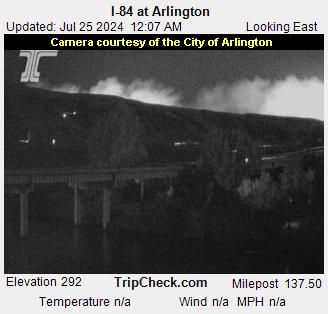 I-84 at Arlington
Updated: Jul 25 2024 12:07 AM Looking East
Camera courtesy of the City of Arlington
Elevation 292 TripCheck.com Milepost 137.50
Temperature n/a Wind n/a MPH n/a